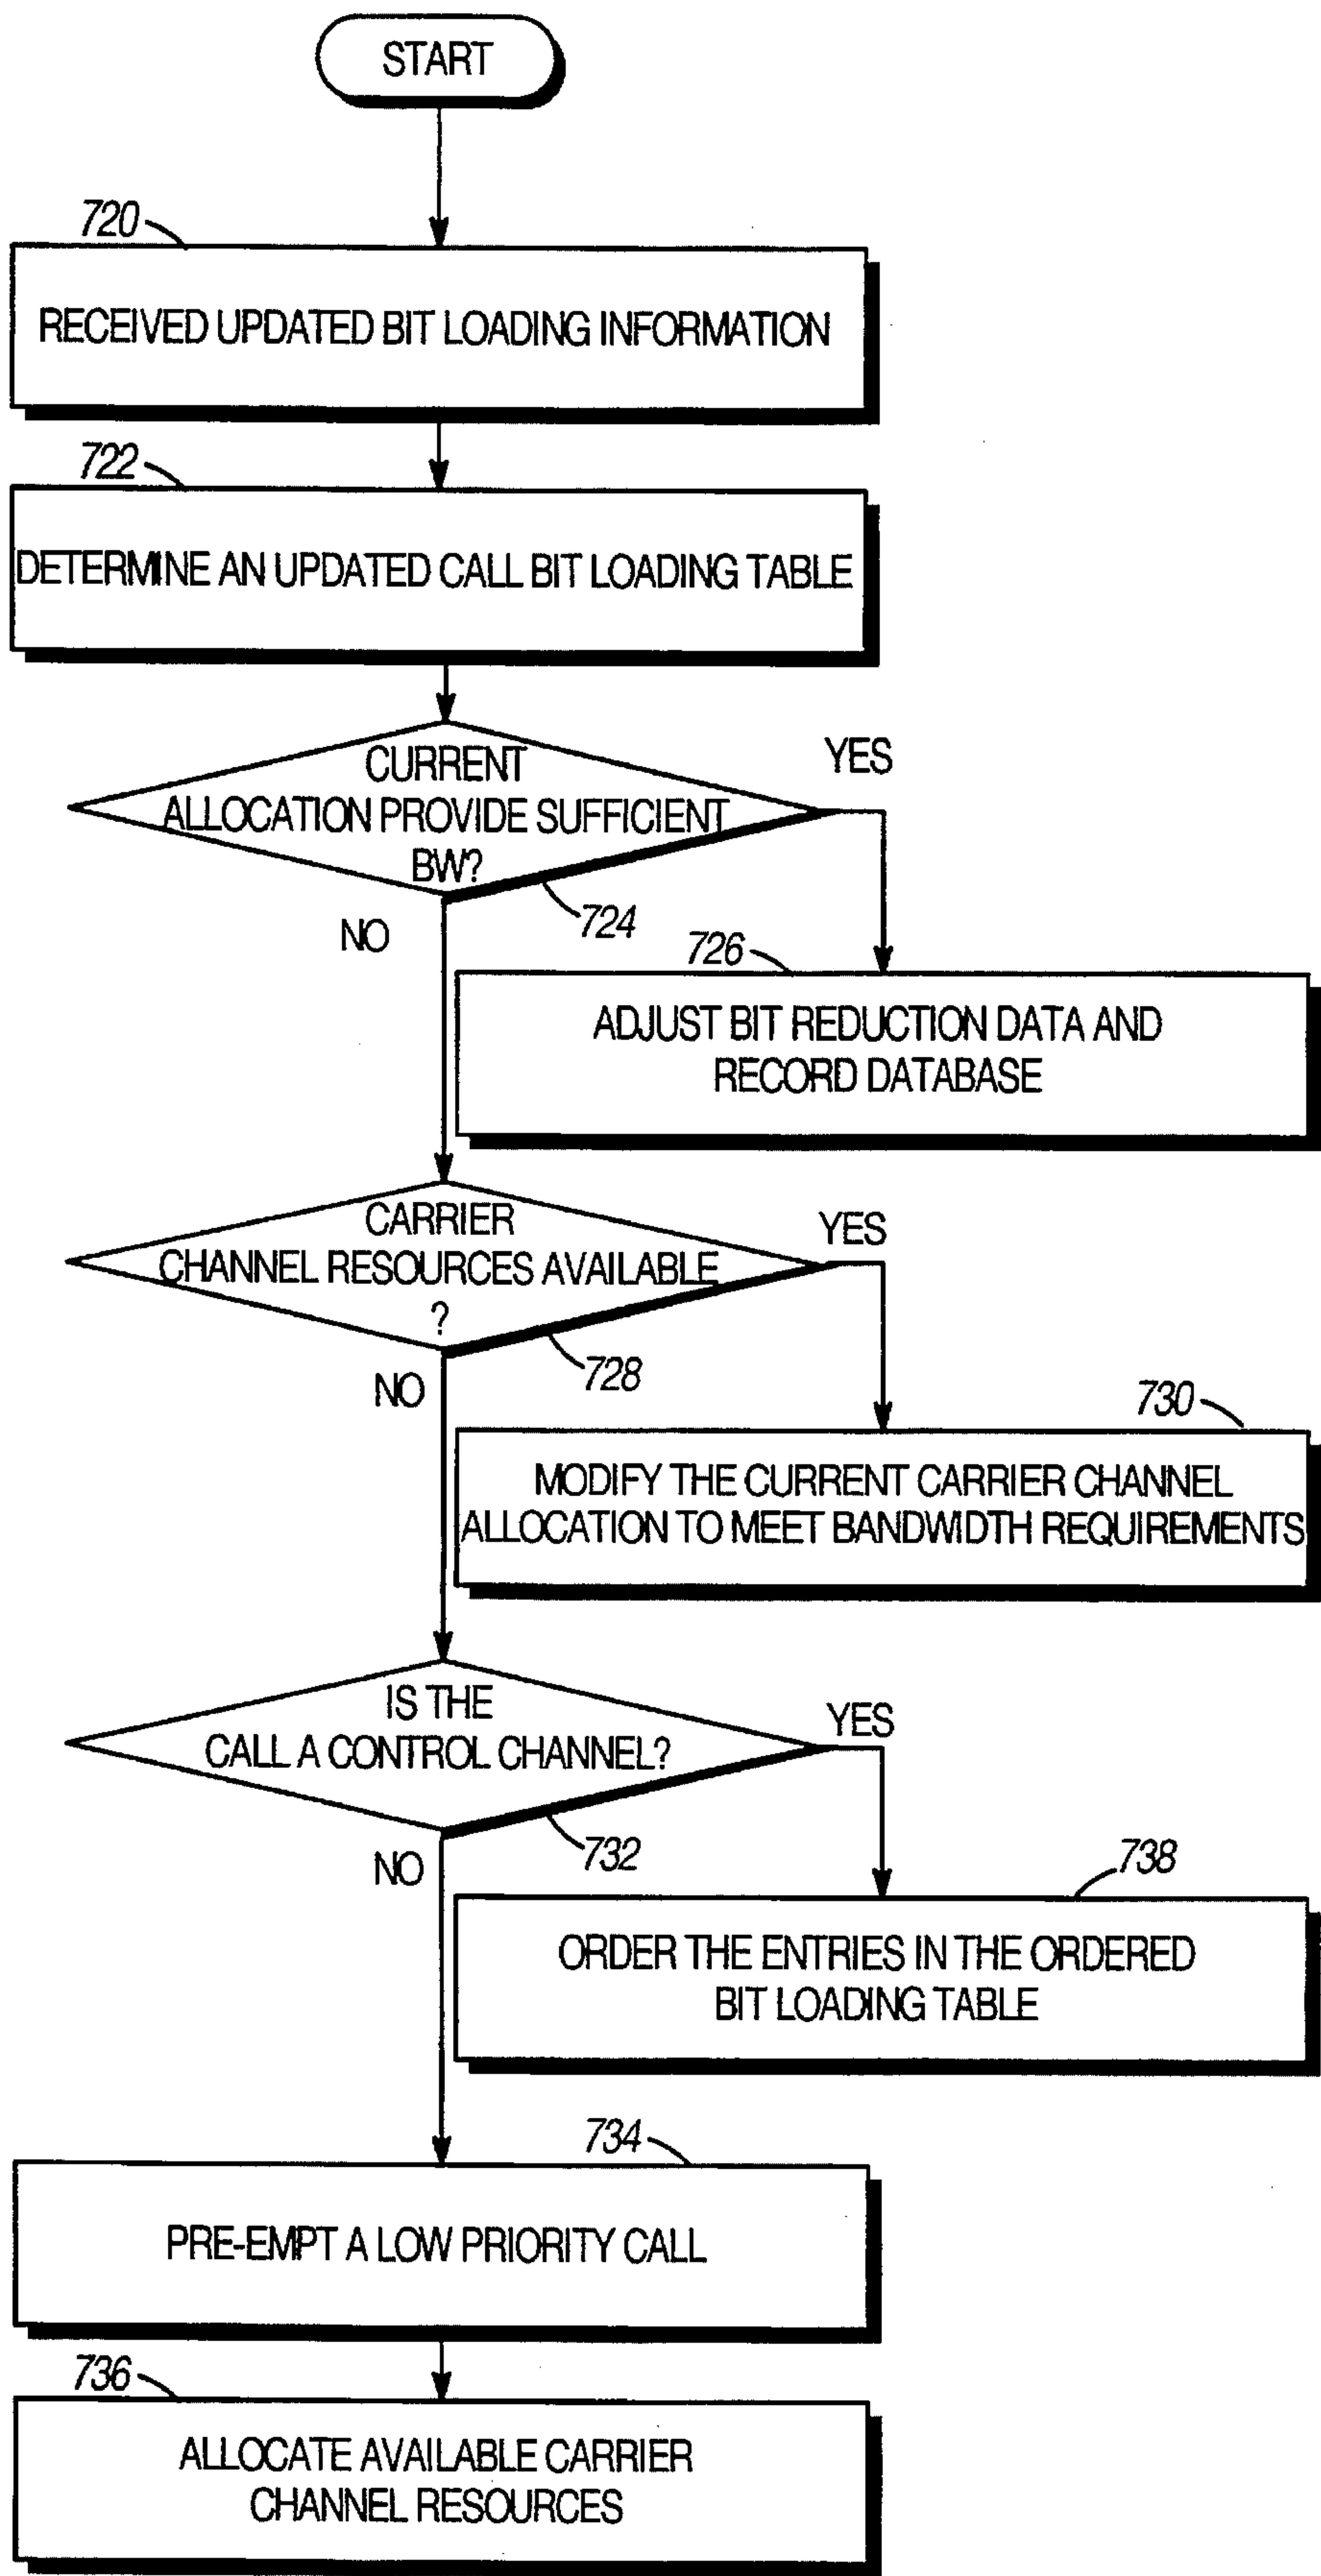 START
720
RECEIVED UPDATED BIT LOADING INFORMATION
722
DETERMINE AN UPDATED CALL BIT LOADING TABLE
CURRENT
ALLOCATION PROVIDE SUFFICIENT
BW?
YES
724
NO
726
ADJUST BIT REDUCTION DATA AND
RECORD DATABASE
CARRIER
CHANNEL RESOURCES AVAILABLE
?
YES
728
NO
730
MODIFY THE CURRENT CARRIER CHANNEL
ALLOCATION TO MEET BANDWIDTH REQUIREMENTS
IS THE
CALL A CONTROL CHANNEL?
YES
732
NO
738
ORDER THE ENTRIES IN THE ORDERED
BIT LOADING TABLE
734
PRE-EMPT A LOW PRIORITY CALL
736
ALLOCATE AVAILABLE CARRIER
CHANNEL RESOURCES